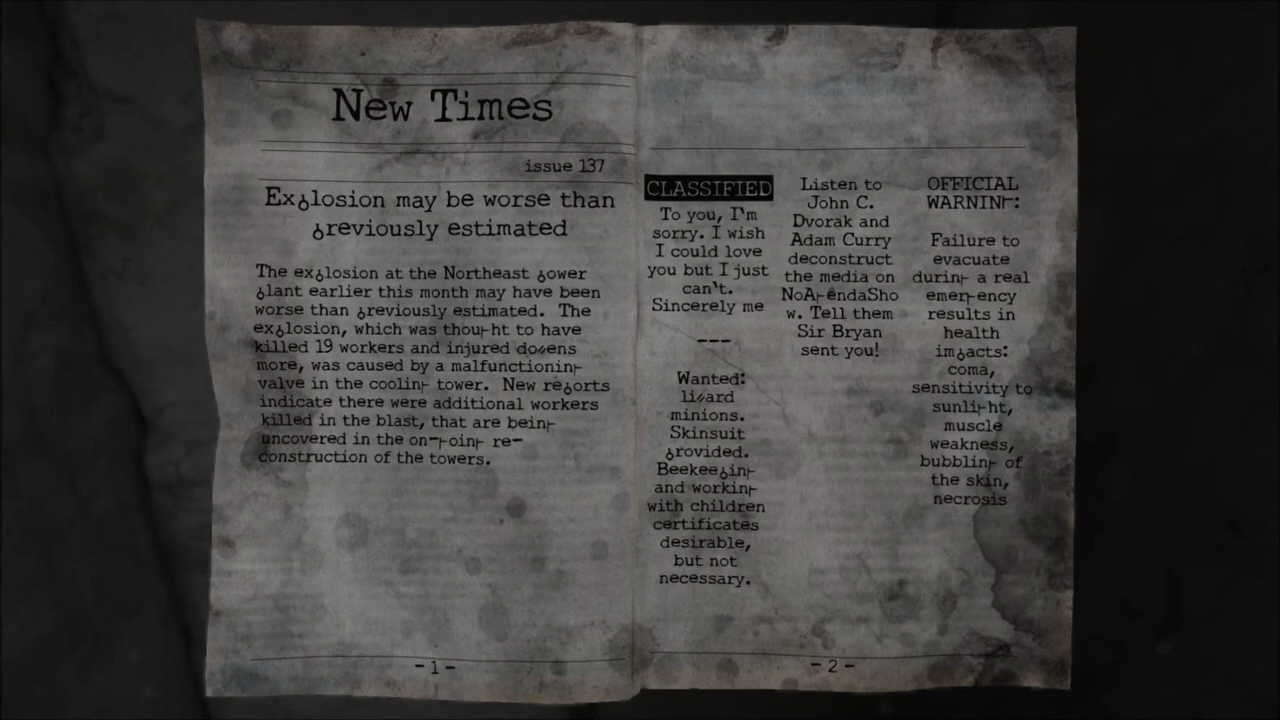 New Times
issue 137
Explosion may be worse than
previously estimated
The explosion at the Northeast power
plant earlier this month may have been
worse than previously estimated. The
explosion, which was thought to have
killed 19 workers and injured dozens
more, was caused by a malfunctioning
valve in the cooling tower. New reports
indicate there were additional workers
killed in the blast, that are being
uncovered in the on-going re-
construction of the towers.
-1-
CLASSIFIED
To you, I'm
sorry. I wish
I could love
you but I just
can't.
Sincerely me
---
Wanted:
lizard
minions.
Skinsuit
provided.
Beekeeping
and working
with children
certificates
desirable,
but not
necessary.
Listen to
John C.
Dvorak and
Adam Curry
deconstruct
the media on
NoAgendaSho
w. Tell them
Sir Bryan
sent you!
OFFICIAL
WARNING:
Failure to
evacuate
during a real
emergency
results in
health
impacts:
coma,
sensitivity to
sunlight,
muscle
weakness,
bubbling of
the skin,
necrosis
-2-